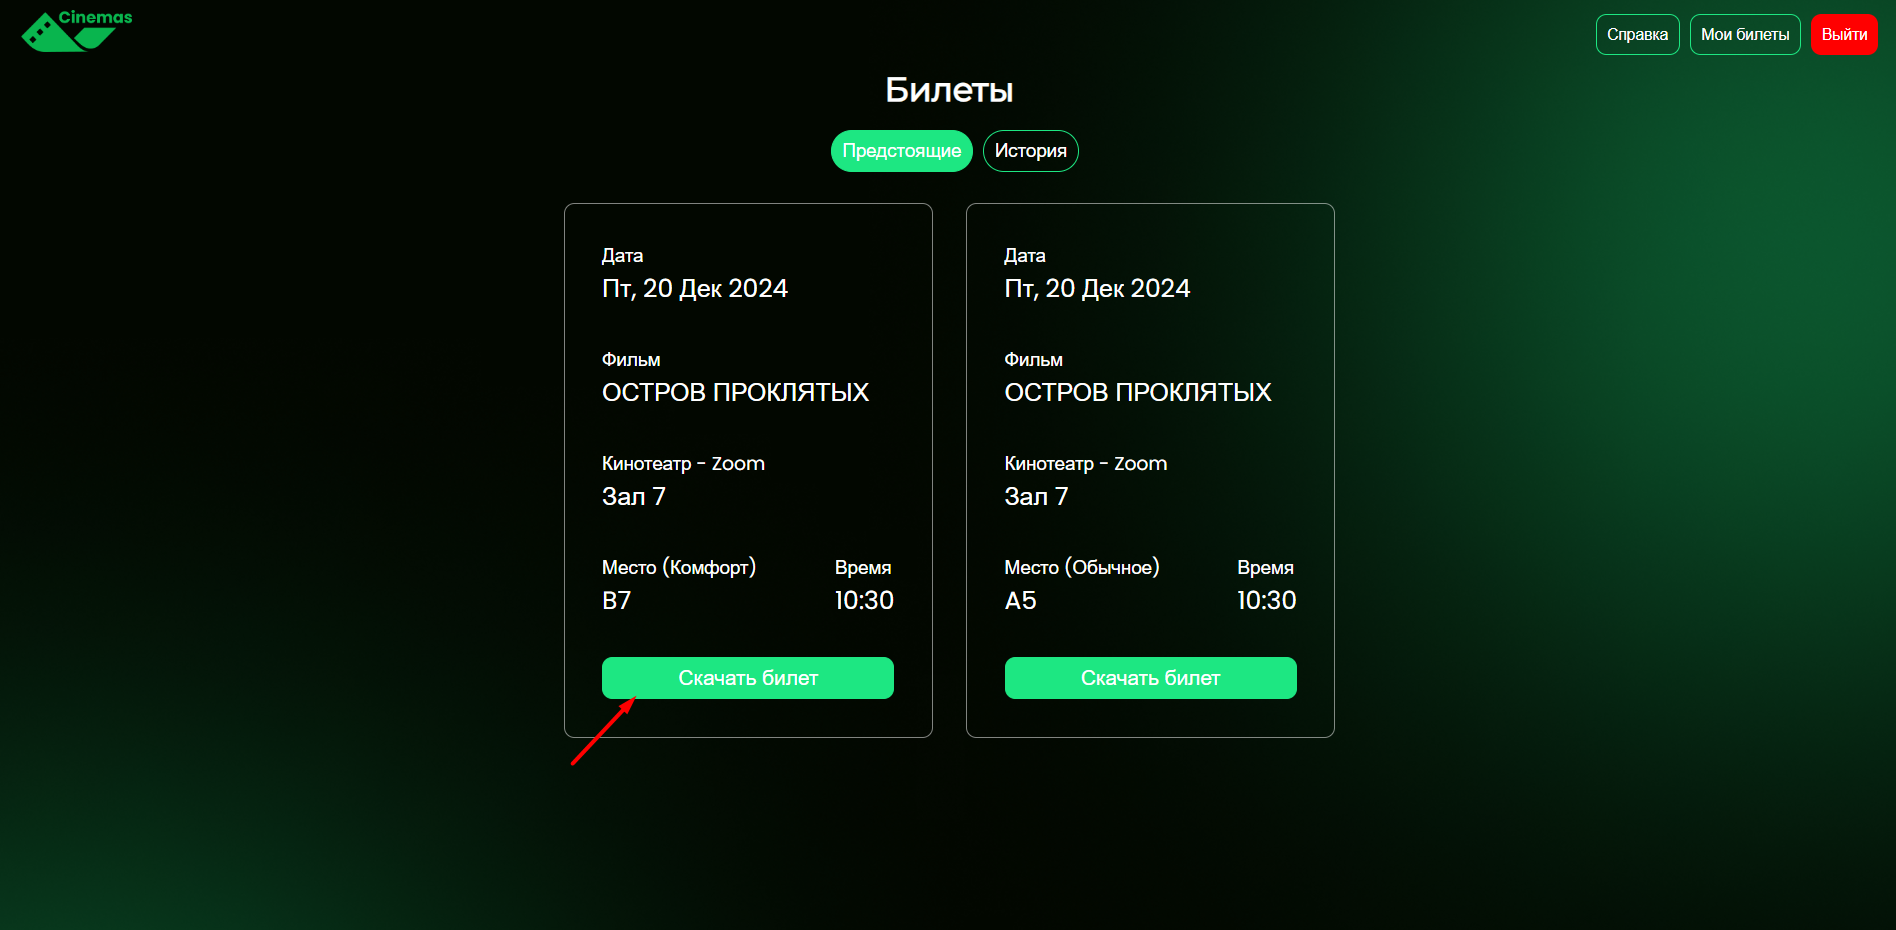 Cinemas
Справка
Мои билеты
Выйти
Билеты
Предстоящие
История
Дата
Пт, 20 Дек 2024
Фильм
ОСТРОВ ПРОКЛЯТЫХ
Кинотеатр - Zoom
Зал 7
Место (Комфорт)
Время
B7
10:30
Скачать билет
Дата
Пт, 20 Дек 2024
Фильм
ОСТРОВ ПРОКЛЯТЫХ
Кинотеатр - Zoom
Зал 7
Место (Обычное)
Время
A5
10:30
Скачать билет